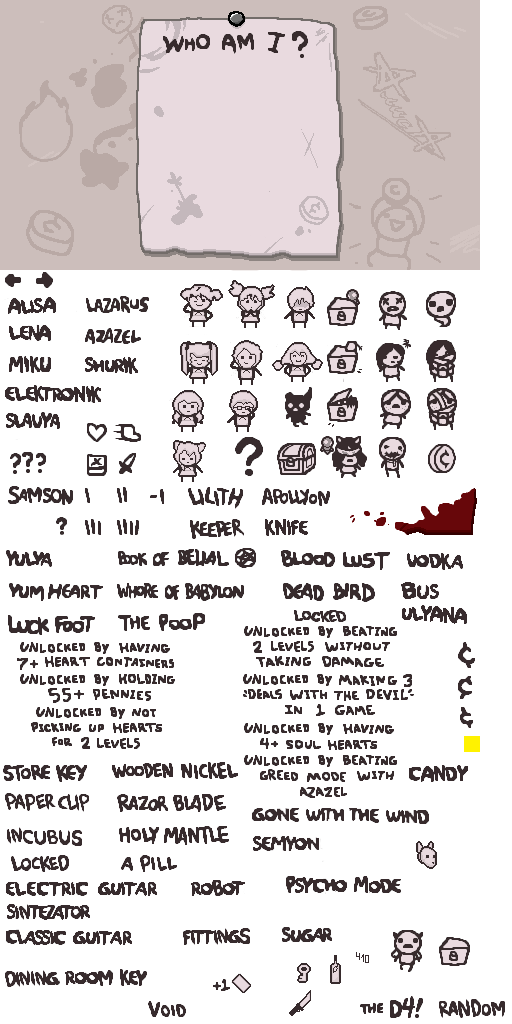 WHO AM I?
ALISA LAZARUS
LENA AZAZEL
MIKU SHURIK
ELEKTRONIK
SLAVYA
???
SAMSON I II -I LILITH APOLLYON
? III IIII KEEPER KNIFE
YULYA BOOK OF BELIAL BLOOD LUST VODKA
YUM HEART WHORE OF BABYLON DEAD BIRD BUS
LUCK FOOT THE POOP LOCKED ULYANA
UNLOCKED BY HAVING
7+ HEART CONTAINERS
UNLOCKED BY HOLDING
55+ PENNIES
UNLOCKED BY NOT
PICKING UP HEARTS
FOR 2 LEVELS
UNLOCKED BY BEATING
2 LEVELS WITHOUT
TAKING DAMAGE
UNLOCKED BY MAKING 3
"DEALS WITH THE DEVIL"
IN 1 GAME
UNLOCKED BY HAVING
4+ SOUL HEARTS
UNLOCKED BY BEATING
GREED MODE WITH
AZAZEL
¢
¢
¢
STORE KEY WOODEN NICKEL CANDY
PAPER CLIP RAZOR BLADE GONE WITH THE WIND
INCUBUS HOLY MANTLE SEMYON
LOCKED A PILL
ELECTRIC GUITAR ROBOT PSYCHO MODE
SINTEZATOR
CLASSIC GUITAR FITTINGS SUGAR
410
DINING ROOM KEY +1
VOID THE D4! RANDOM